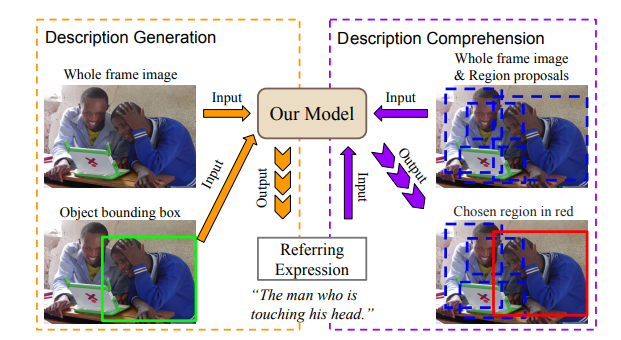 Description Generation
Description Comprehension
Whole frame image
Whole frame image
& Region proposals
Input
Our Model
Input
Input
Output
Input
Output
Object bounding box
Referring
Expression
Chosen region in red
“The man who is
touching his head.”